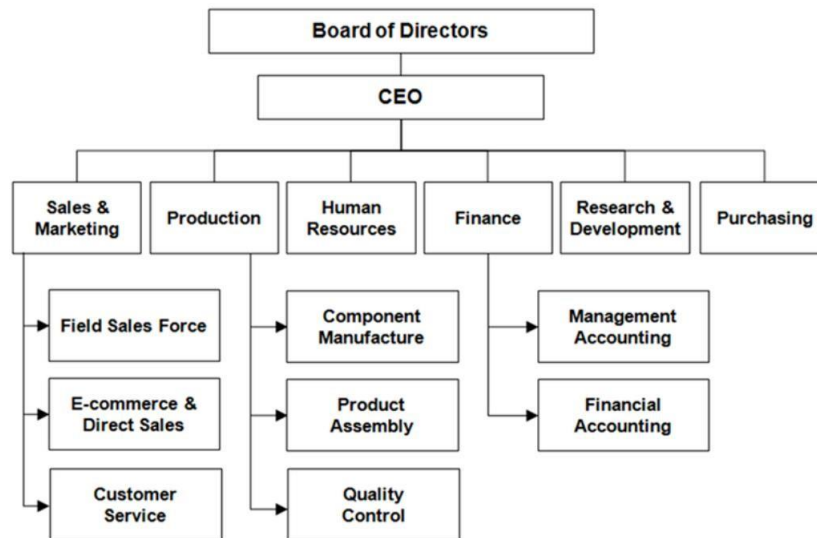 Board of Directors
CEO
Sales &
Marketing
Production
Human
Resources
Finance
Research &
Development
Purchasing
Field Sales Force
Component
Manufacture
Management
Accounting
E-commerce &
Direct Sales
Product
Assembly
Financial
Accounting
Customer
Service
Quality
Control